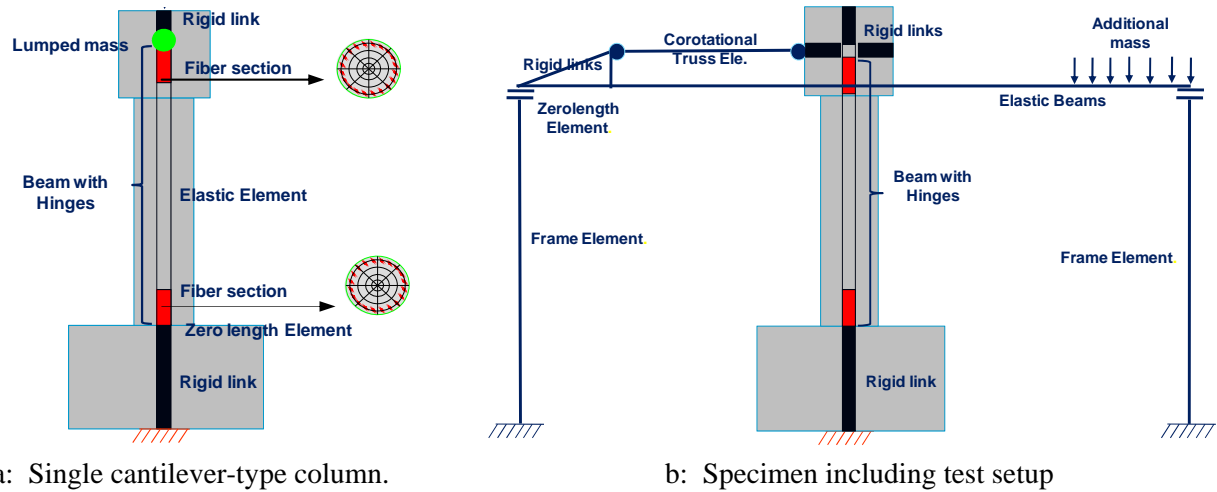 Rigid link
Lumped mass
Fiber section
Beam with
Hinges
Elastic Element
Fiber section
Zero length Element
Rigid link
Corotational
Truss Ele.
Rigid links
Additional
mass
Rigid links
Zerolength
Element.
Elastic Beams
Beam with
Hinges
Frame Element.
Frame Element.
Rigid link
a: Single cantilever-type column.
b: Specimen including test setup